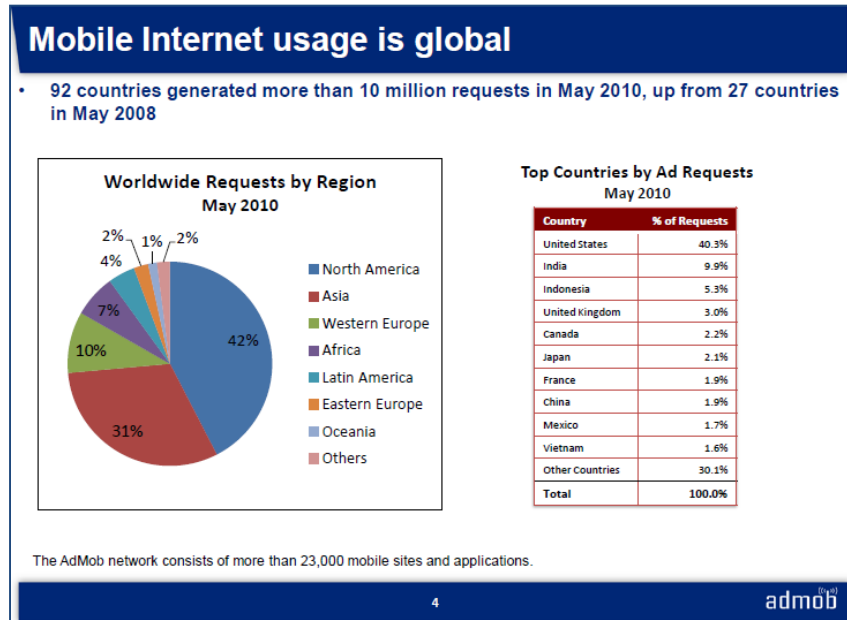 Mobile Internet usage is global
• 92 countries generated more than 10 million requests in May 2010, up from 27 countries
in May 2008
Worldwide Requests by Region
May 2010
2%
1%
2%
4%
7%
10%
31%
42%
North America
Asia
Western Europe
Africa
Latin America
Eastern Europe
Oceania
Others
Top Countries by Ad Requests
May 2010
Country % of Requests
United States 40.3%
India 9.9%
Indonesia 5.3%
United Kingdom 3.0%
Canada 2.2%
Japan 2.1%
France 1.9%
China 1.9%
Mexico 1.7%
Vietnam 1.6%
Other Countries 30.1%
Total 100.0%
The AdMob network consists of more than 23,000 mobile sites and applications.
4
admob